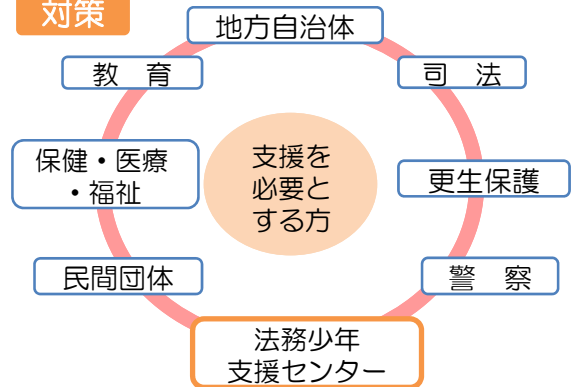 対策
地方自治体
教　育
司　法
保健・医療
・福祉
支援を
必要と
する方
更生保護
民間団体
警　察
法務少年
支援センター